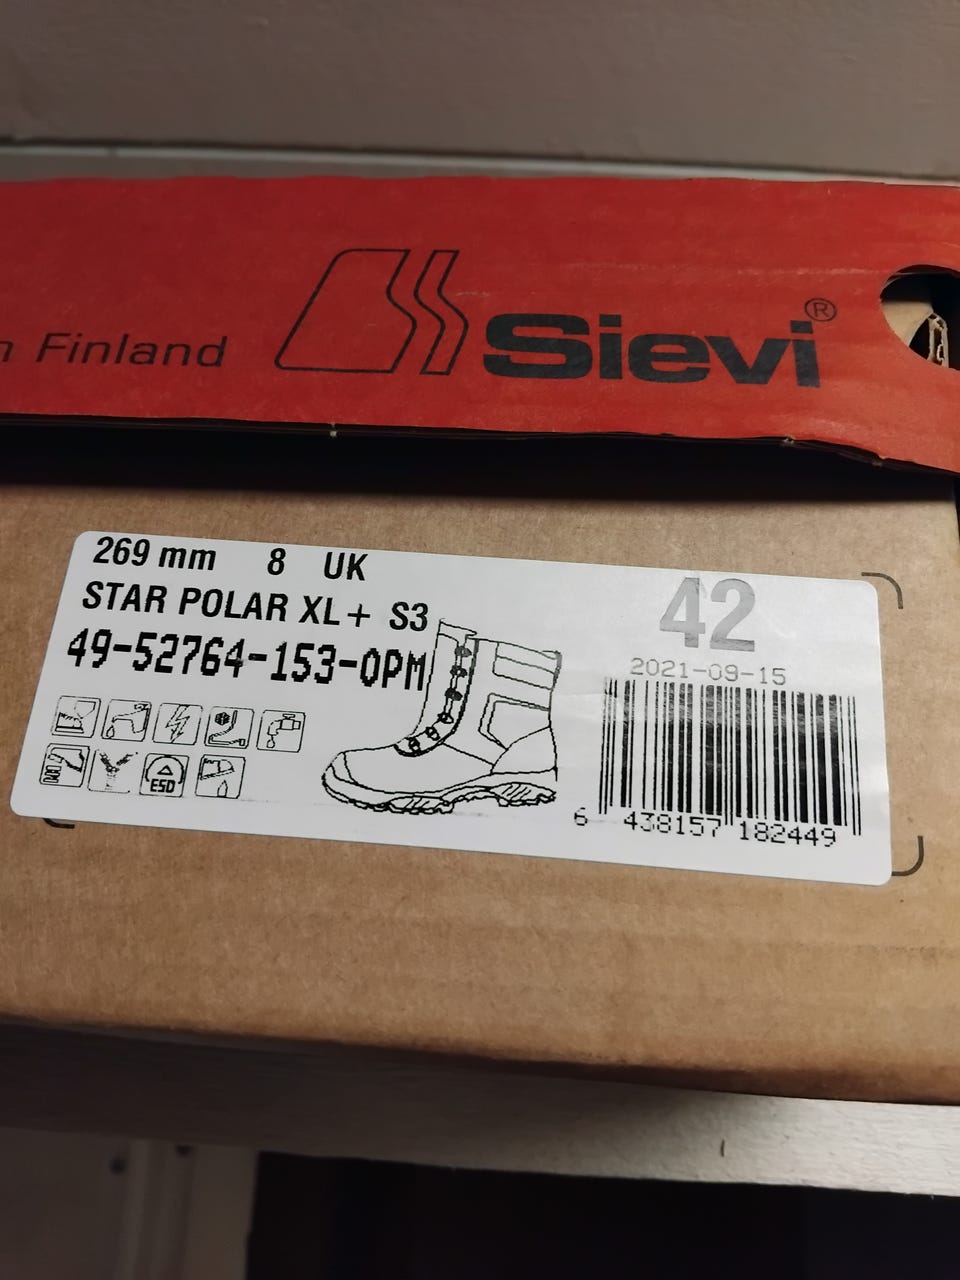 n Finland
Sievi®
269 mm 8 UK
STAR POLAR XL+ S3
49-52764-153-0PM
42
2021-09-15
ESD
6 438157 182449